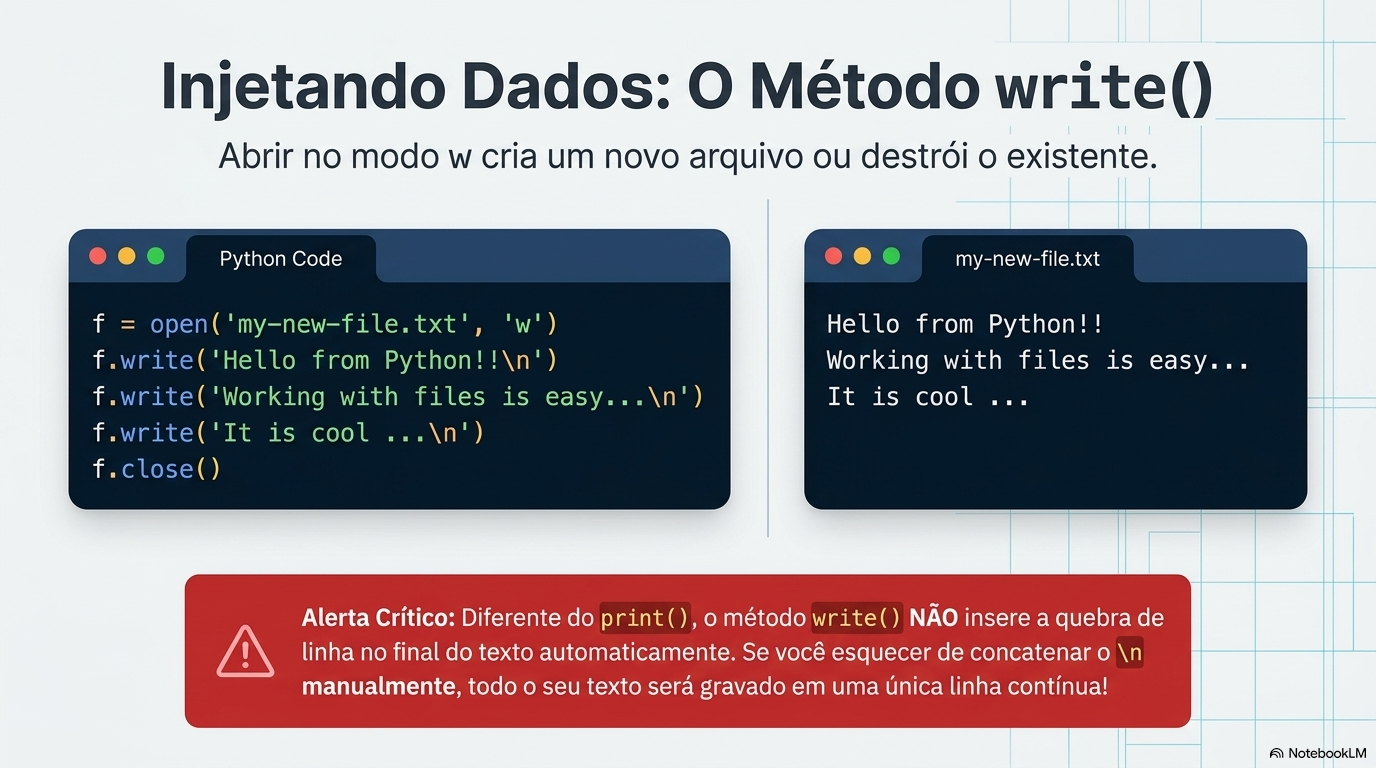 Injetando Dados: O Método write()
Abrir no modo w cria um novo arquivo ou destrói o existente.
Python Code
f = open('my-new-file.txt', 'w')
f.write('Hello from Python!!\n')
f.write('Working with files is easy...\n')
f.write('It is cool ...\n')
f.close()
my-new-file.txt
Hello from Python!!
Working with files is easy...
It is cool ...
Alerta Crítico: Diferente do print(), o método write() NÃO insere a quebra de
linha no final do texto automaticamente. Se você esquecer de concatenar o \n
manualmente, todo o seu texto será gravado em uma única linha contínua!
NotebookLM